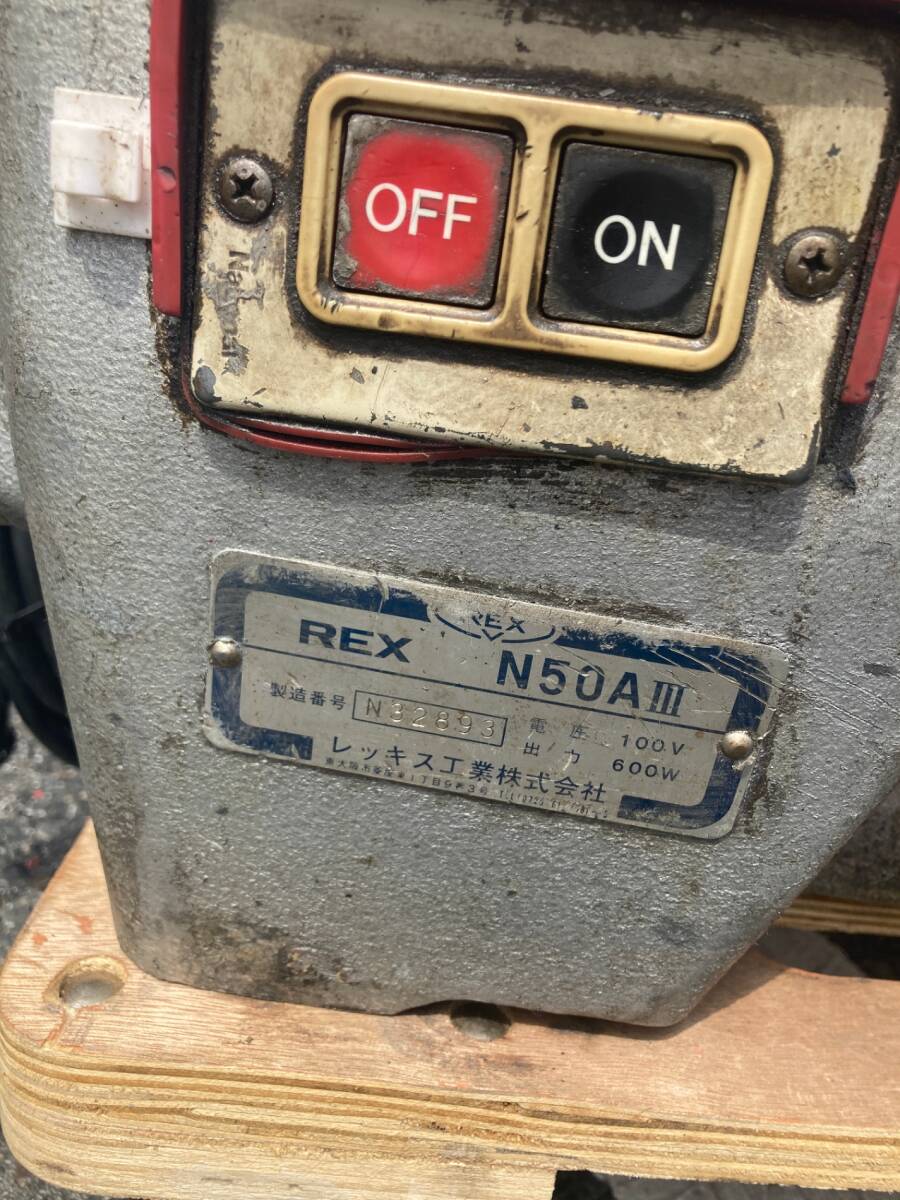 OFF
ON
REX
REX
N50AIII
製造番号 N32893
電圧 100V
出力 600W
レッキス工業株式会社